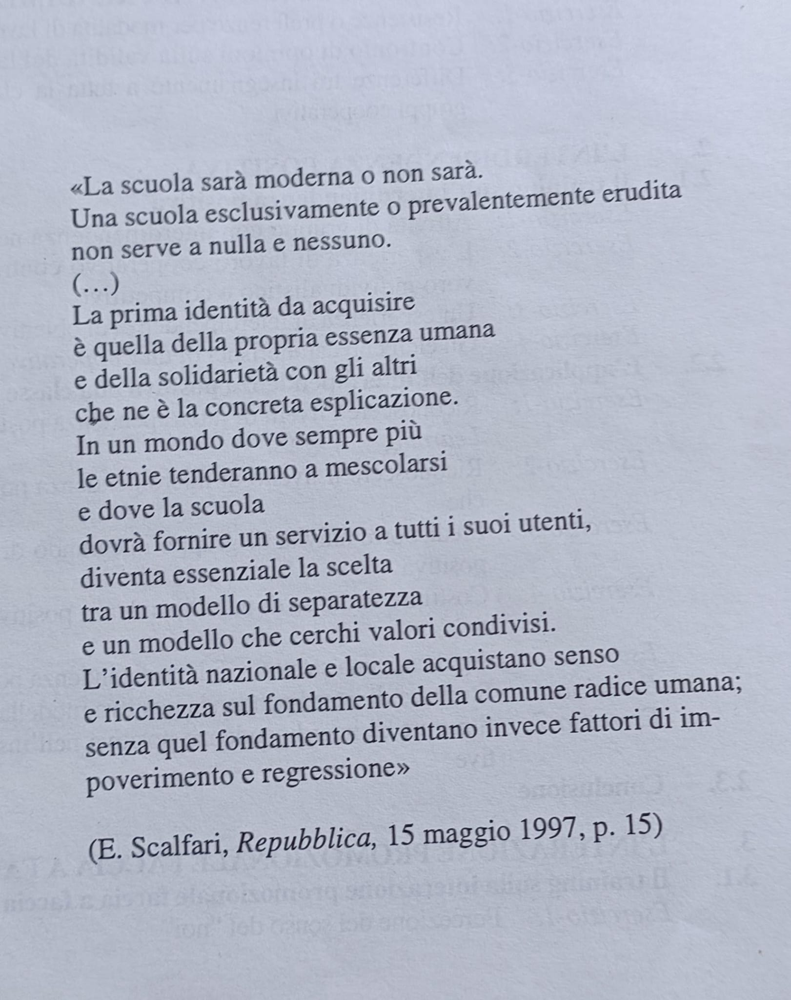 «La scuola sarà moderna o non sarà.
Una scuola esclusivamente o prevalentemente erudita
non serve a nulla e nessuno.
(…)
La prima identità da acquisire
è quella della propria essenza umana
e della solidarietà con gli altri
che ne è la concreta esplicazione.
In un mondo dove sempre più
le etnie tenderanno a mescolarsi
e dove la scuola
dovrà fornire un servizio a tutti i suoi utenti,
diventa essenziale la scelta
tra un modello di separatezza
e un modello che cerchi valori condivisi.
L’identità nazionale e locale acquistano senso
e ricchezza sul fondamento della comune radice umana;
senza quel fondamento diventano invece fattori di im-
poverimento e regressione»
(E. Scalfari, Repubblica, 15 maggio 1997, p. 15)